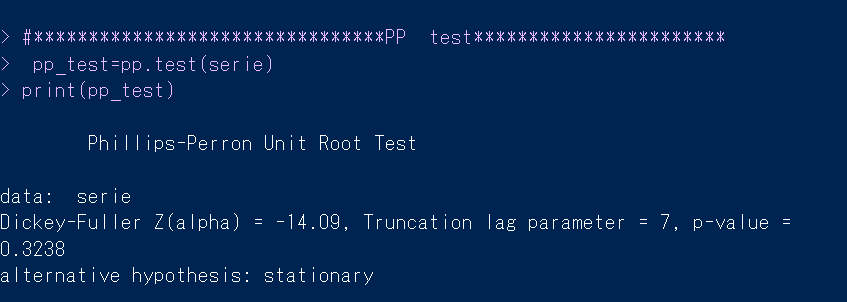 > #********************************PP  test***********************
>  pp_test=pp.test(serie)
> print(pp_test)
Phillips-Perron Unit Root Test
data:  serie
Dickey-Fuller Z(alpha) = -14.09, Truncation lag parameter = 7, p-value =
0.3238
alternative hypothesis: stationary